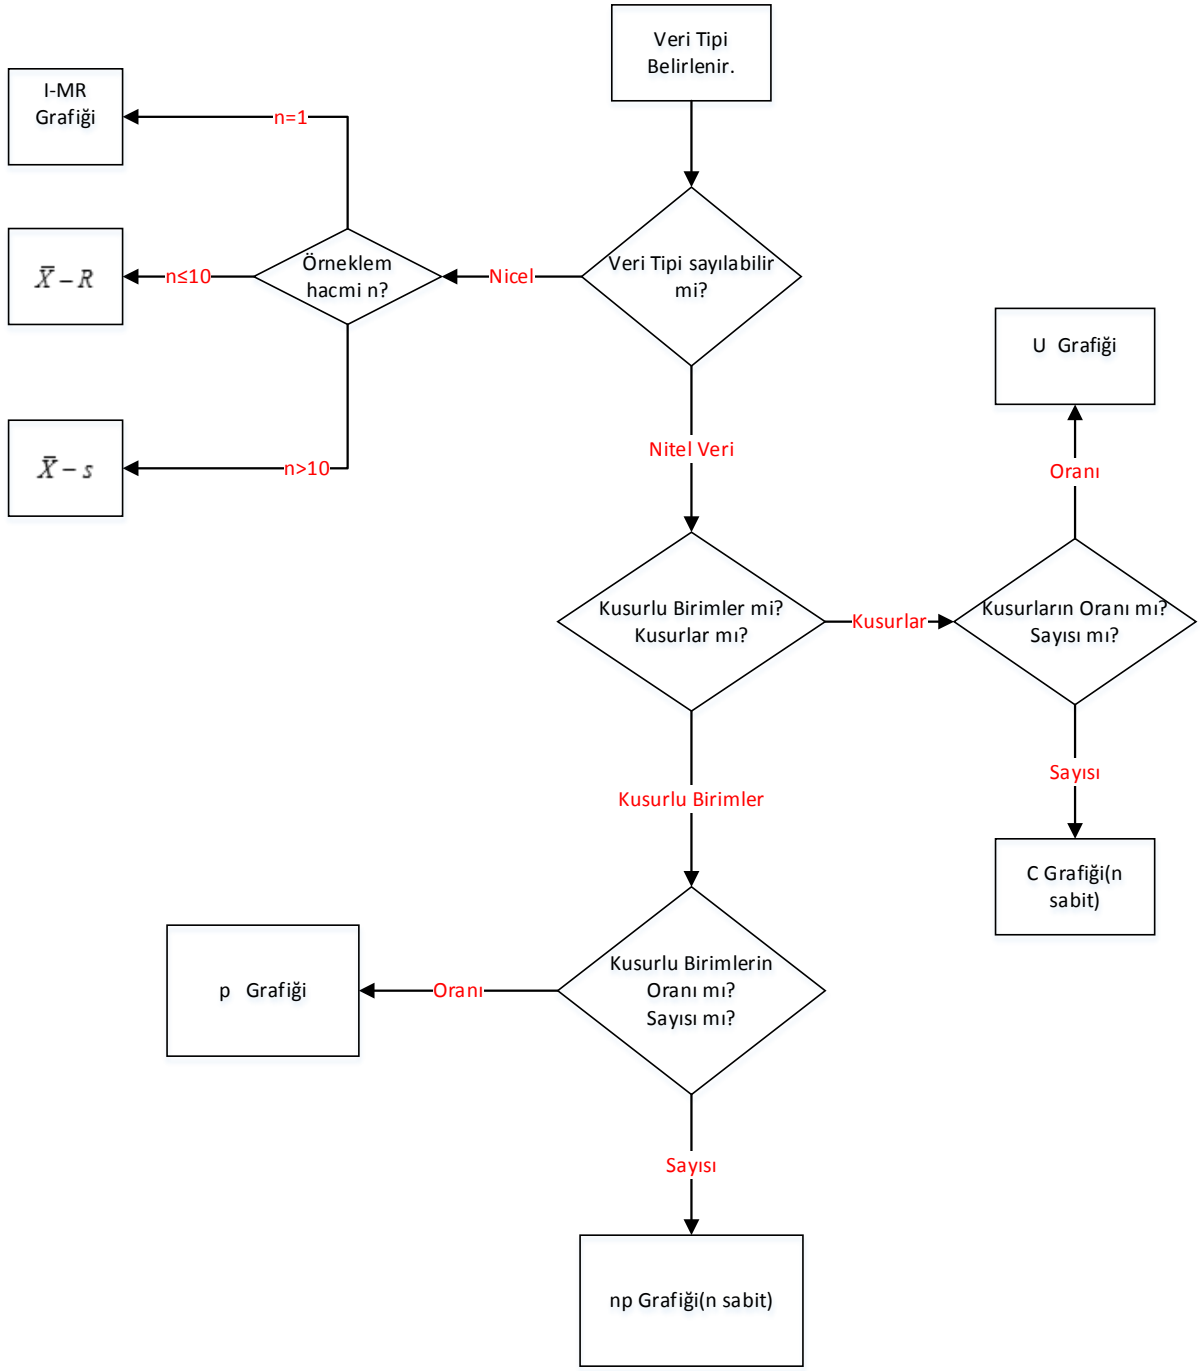 Veri Tipi
Belirlenir.
I-MR
Grafiği
n=1
X̄ – R
n≤10
Örneklem
hacmi n?
Nicel
Veri Tipi sayılabilir
mi?
U Grafiği
X̄ – s
n>10
Nitel Veri
Oranı
Kusurlu Birimler mi?
Kusurlar mı?
Kusurlar
Kusurların Oranı mı?
Sayısı mı?
Sayısı
Kusurlu Birimler
C Grafiği(n
sabit)
p Grafiği
Oranı
Kusurlu Birimlerin
Oranı mı?
Sayısı mı?
Sayısı
np Grafiği(n sabit)